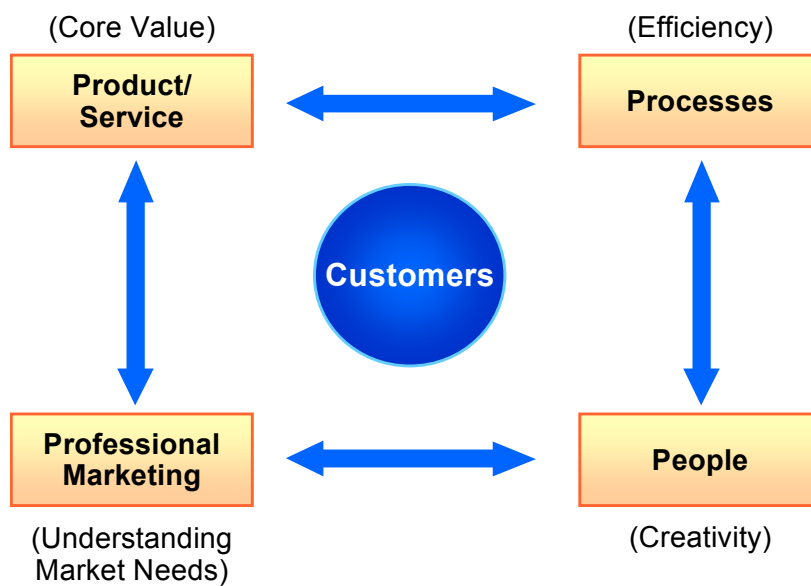 (Core Value)
Product/
Service
(Efficiency)
Processes
Customers
Professional
Marketing
(Understanding
Market Needs)
People
(Creativity)